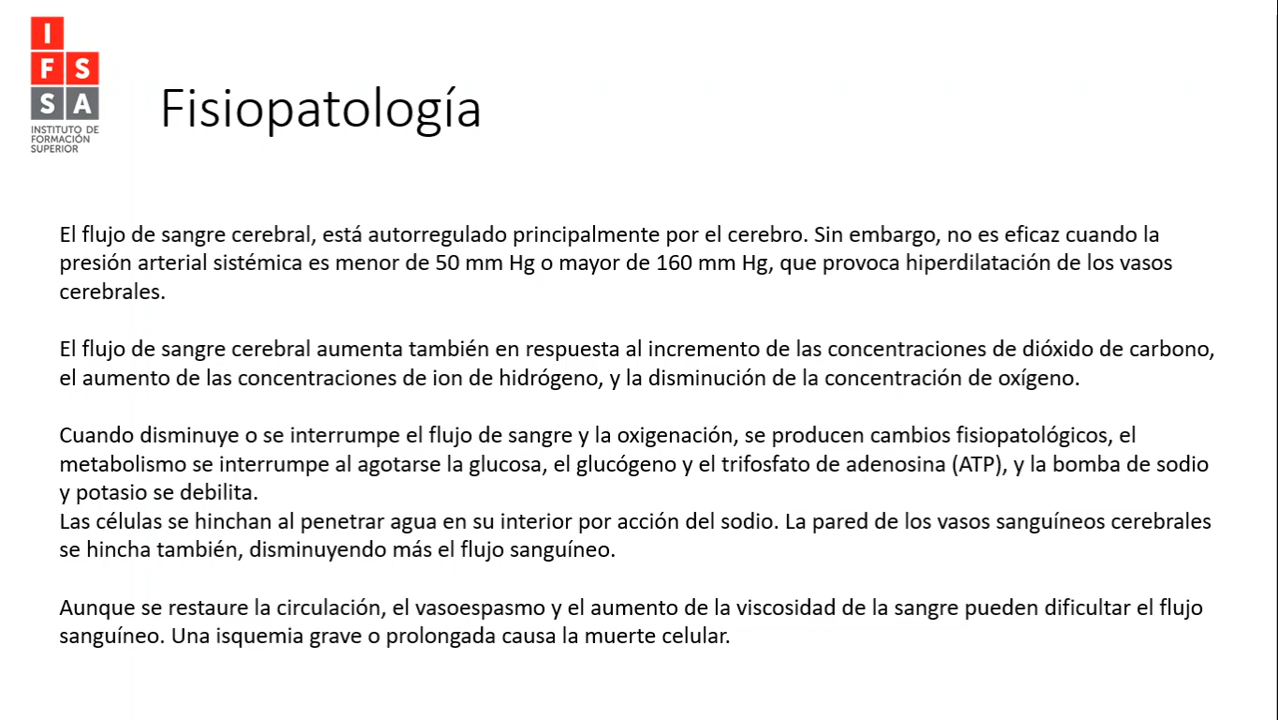 I
F S
S A
INSTITUTO DE
FORMACIÓN
SUPERIOR
Fisiopatología
El flujo de sangre cerebral, está autorregulado principalmente por el cerebro. Sin embargo, no es eficaz cuando la
presión arterial sistémica es menor de 50 mm Hg o mayor de 160 mm Hg, que provoca hiperdilatación de los vasos
cerebrales.
El flujo de sangre cerebral aumenta también en respuesta al incremento de las concentraciones de dióxido de carbono,
el aumento de las concentraciones de ion de hidrógeno, y la disminución de la concentración de oxígeno.
Cuando disminuye o se interrumpe el flujo de sangre y la oxigenación, se producen cambios fisiopatológicos, el
metabolismo se interrumpe al agotarse la glucosa, el glucógeno y el trifosfato de adenosina (ATP), y la bomba de sodio
y potasio se debilita.
Las células se hinchan al penetrar agua en su interior por acción del sodio. La pared de los vasos sanguíneos cerebrales
se hincha también, disminuyendo más el flujo sanguíneo.
Aunque se restaure la circulación, el vasoespasmo y el aumento de la viscosidad de la sangre pueden dificultar el flujo
sanguíneo. Una isquemia grave o prolongada causa la muerte celular.